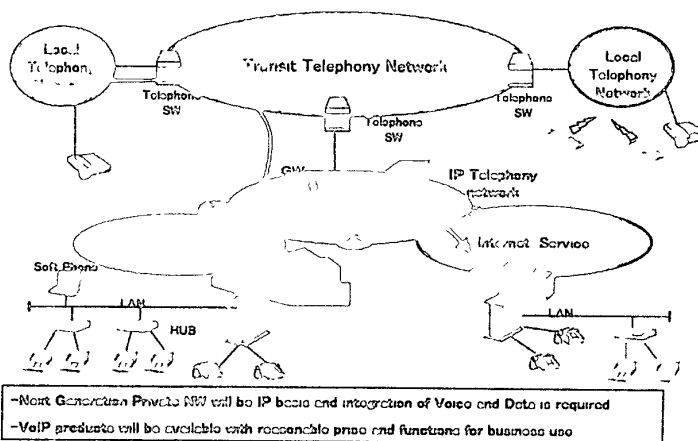 Local
Telephony
Transit Telephony Network
Local
Telephony
Network
Telephone
SW
Telephone
SW
Telephone
SW
GW
IP Telephony
network
Internet Service
Soft Phone
LAN
LAN
HUB
-Next Generation Private NW will be IP basis and integration of Voice and Data is required
-VoIP products will be available with reasonable price and functions for business use